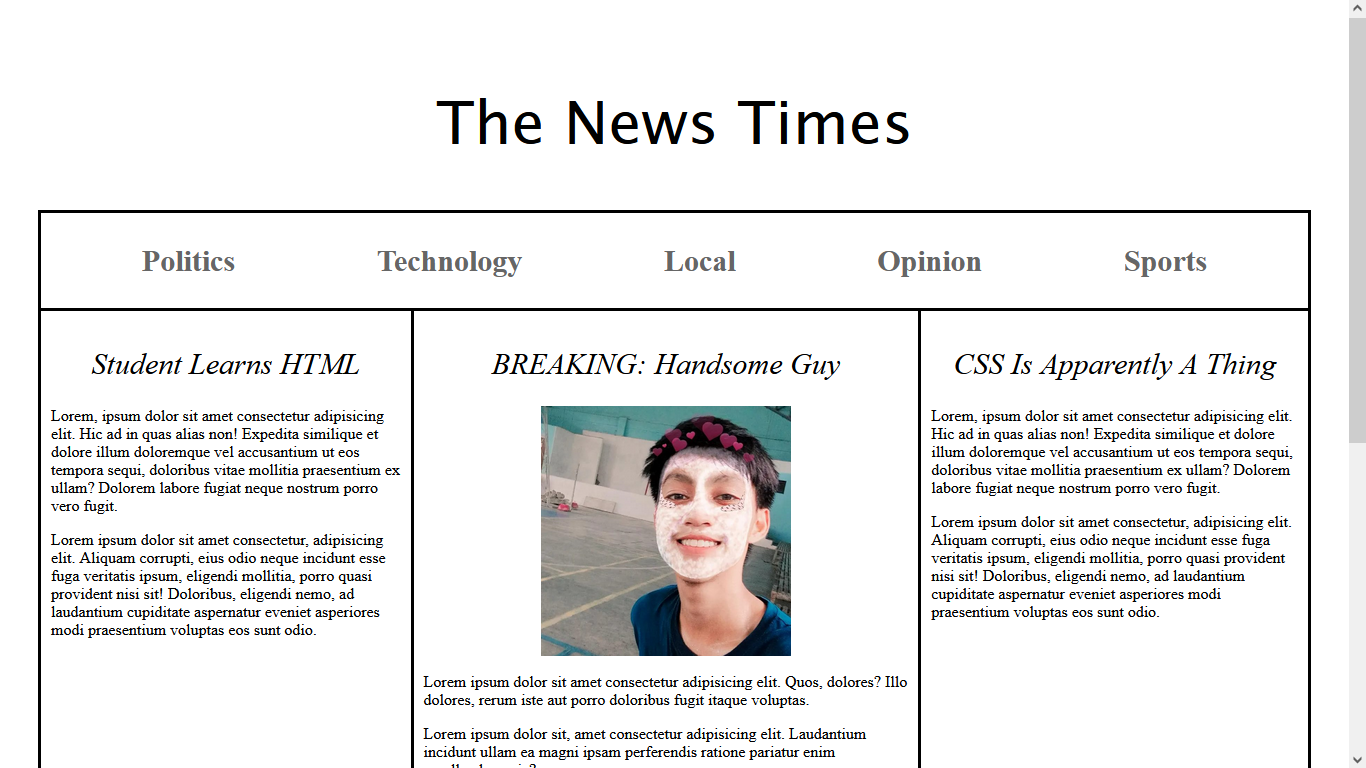 The News Times
Politics Technology Local Opinion Sports
Student Learns HTML
Lorem, ipsum dolor sit amet consectetur adipisicing
elit. Hic ad in quas alias non! Expedita similique et
dolore illum doloremque vel accusantium ut eos
tempora sequi, doloribus vitae mollitia praesentium ex
ullam? Dolorem labore fugiat neque nostrum porro
vero fugit.
Lorem ipsum dolor sit amet consectetur, adipisicing
elit. Aliquam corrupti, eius odio neque incidunt esse
fuga veritatis ipsum, eligendi mollitia, porro quasi
provident nisi sit! Doloribus, eligendi nemo, ad
laudantium cupiditate aspernatur eveniet asperiores
modi praesentium voluptas eos sunt odio.
BREAKING: Handsome Guy
Lorem ipsum dolor sit amet consectetur adipisicing elit. Quos, dolores? Illo
dolores, rerum iste aut porro doloribus fugit itaque voluptas.
Lorem ipsum dolor sit, amet consectetur adipisicing elit. Laudantium
incidunt ullam ea magni ipsam perferendis ratione pariatur enim
CSS Is Apparently A Thing
Lorem, ipsum dolor sit amet consectetur adipisicing elit.
Hic ad in quas alias non! Expedita similique et dolore
illum doloremque vel accusantium ut eos tempora sequi,
doloribus vitae mollitia praesentium ex ullam? Dolorem
labore fugiat neque nostrum porro vero fugit.
Lorem ipsum dolor sit amet consectetur, adipisicing elit.
Aliquam corrupti, eius odio neque incidunt esse fuga
veritatis ipsum, eligendi mollitia, porro quasi provident
nisi sit! Doloribus, eligendi nemo, ad laudantium
cupiditate aspernatur eveniet asperiores modi
praesentium voluptas eos sunt odio.